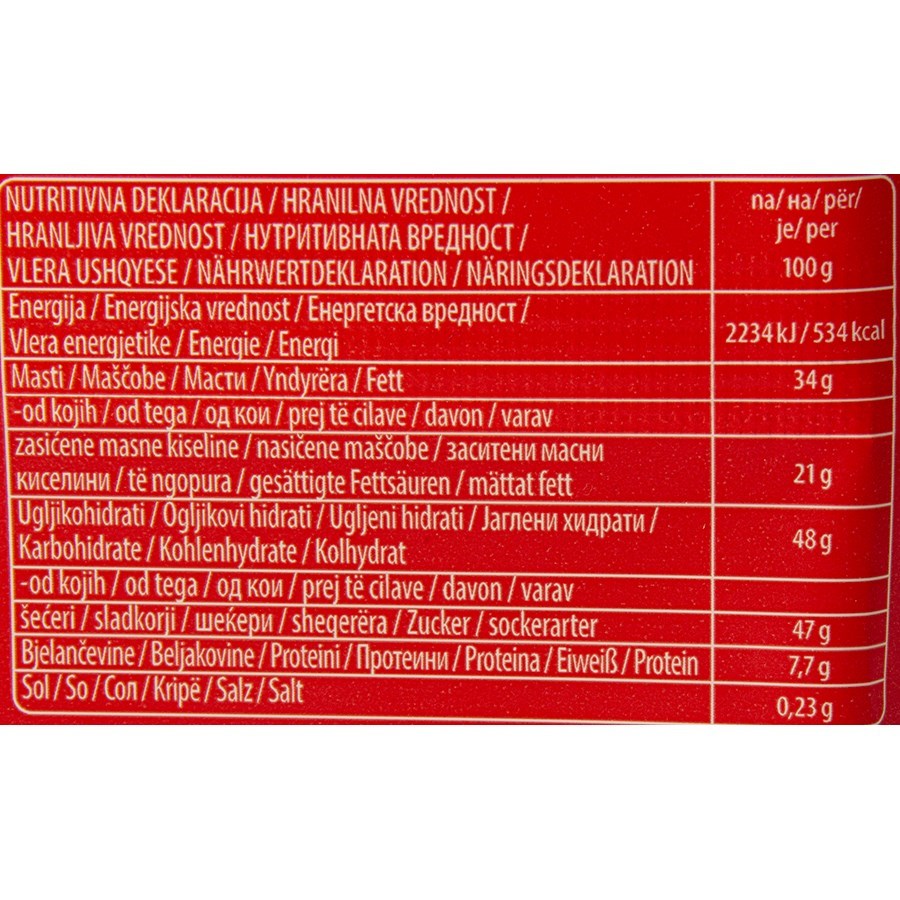 NUTRITIVNA DEKLARACIJA / HRANILNA VREDNOST /
HRANLJIVA VREDNOST / НУТРИТИВНАТА ВРЕДНОСТ /
VLERA USHQYESE / NÄHRWERTDEKLARATION / NÄRINGSDEKLARATION
na/ на/ për/
je/ per
100 g
Energija / Energijska vrednost / Енергетска вредност /
Vlera energjetike / Energie / Energi
2234 kJ / 534 kcal
Masti / Maščobe / Масти / Yndyrëra / Fett
34 g
-od kojih / od tega / од кои / prej të cilave / davon / varav
zasićene masne kiseline / nasičene maščobe / заситени масни
киселини / të ngopura / gesättigte Fettsäuren / mättat fett
21 g
Ugljikohidrati / Ogljikovi hidrati / Ugljeni hidrati / Јаглени хидрати /
Karbohidrate / Kohlenhydrate / Kolhydrat
48 g
-od kojih / od tega / од кои / prej të cilave / davon / varav
šećeri / sladkorji / шеќери / sheqerëra / Zucker / sockerarter
47 g
Bjelančevine / Beljakovine / Proteini / Протеини / Proteina / Eiweiß / Protein
7,7 g
Sol / So / Сол / Kripë / Salz / Salt
0,23 g